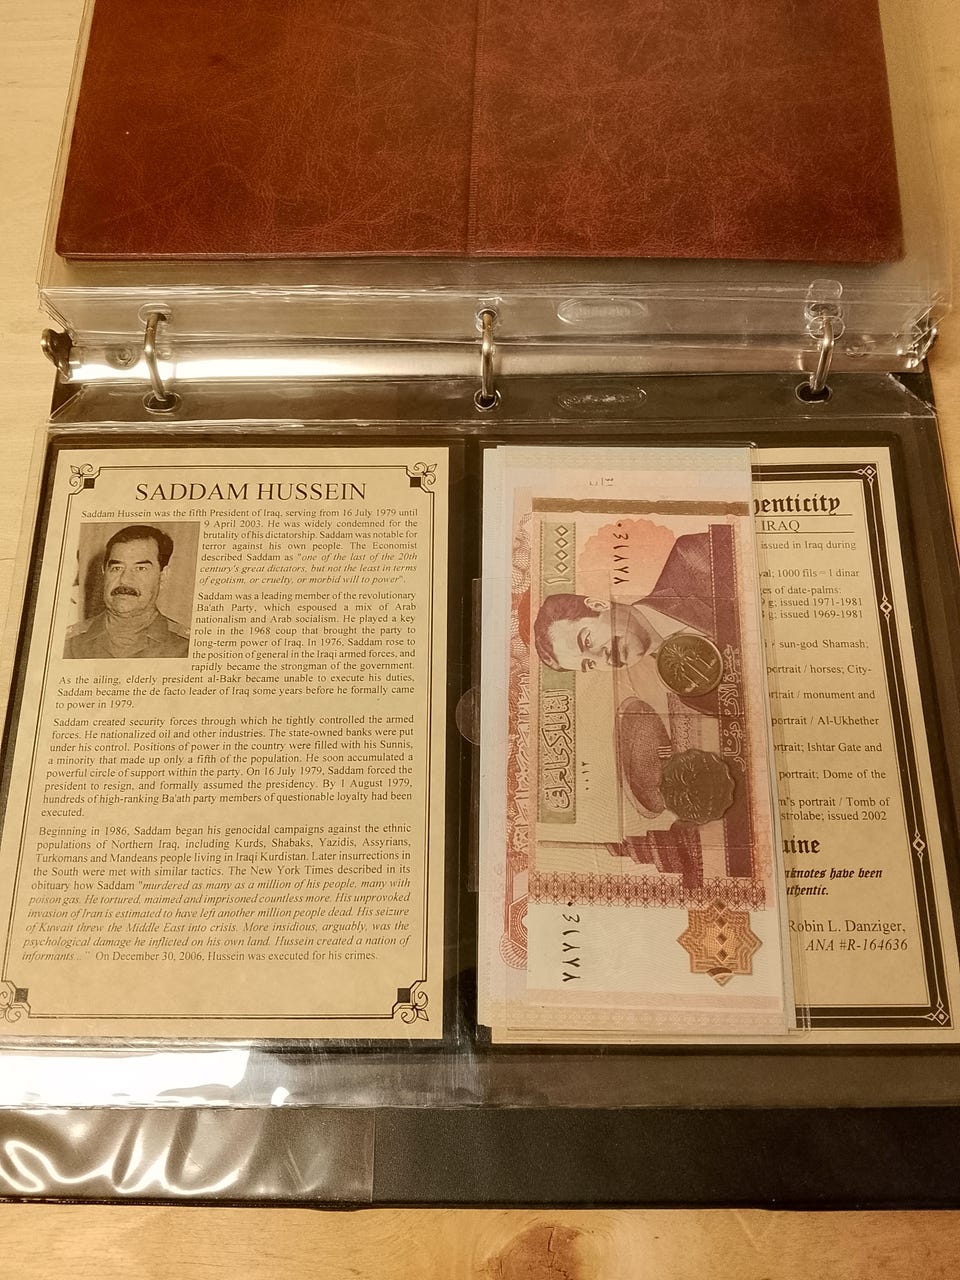 SADDAM HUSSEIN
Saddam Hussein was the fifth President of Iraq, serving from 16 July 1979 until
9 April 2003. He was widely condemned for the
brutality of his dictatorship. Saddam was notable for
terror against his own people. The Economist
described Saddam as "one of the last of the 20th
century's great dictators, but not the least in terms
of egotism, or cruelty, or morbid will to power".
Saddam was a leading member of the revolutionary
Ba'ath Party, which espoused a mix of Arab
nationalism and Arab socialism. He played a key
role in the 1968 coup that brought the party to
long-term power of Iraq. In 1976, Saddam rose to
the position of general in the Iraqi armed forces, and
rapidly became the strongman of the government.
As the ailing, elderly president al-Bakr became unable to execute his duties,
Saddam became the de facto leader of Iraq some years before he formally came
to power in 1979.
Saddam created security forces through which he tightly controlled the armed
forces. He nationalized oil and other industries. The state-owned banks were put
under his control. Positions of power in the country were filled with his Sunnis,
a minority that made up only a fifth of the population. He soon accumulated a
powerful circle of support within the party. On 16 July 1979, Saddam forced the
president to resign, and formally assumed the presidency. By 1 August 1979,
hundreds of high-ranking Ba'ath party members of questionable loyalty had been
executed.
Beginning in 1986, Saddam began his genocidal campaigns against the ethnic
populations of Northern Iraq, including Kurds, Shabaks, Yazidis, Assyrians,
Turkomans and Mandeans people living in Iraqi Kurdistan. Later insurrections in
the South were met with similar tactics. The New York Times described in its
obituary how Saddam "murdered as many as a million of his people, many with
poison gas. He tortured, maimed and imprisoned countless more. His unprovoked
invasion of Iran is estimated to have left another million people dead. His seizure
of Kuwait threw the Middle East into crisis. More insidious, arguably, was the
psychological damage he inflicted on his own land. Hussein created a nation of
informants..." On December 30, 2006, Hussein was executed for his crimes.
١٠٠٠٠
٠٠١٢
henticity
IRAQ
issued in Iraq during
val; 1000 fils = 1 dinar
ges of date-palms:
9 g; issued 1971-1981
8 g; issued 1969-1981
sun-god Shamash;
portrait / horses; City-
ortrait / monument and
portrait / Al-Ukhether
portrait; Ishtar Gate and
portrait; Dome of the
m's portrait / Tomb of
strolabe; issued 2002
uine
nknotes have been
uthentic.
Robin L. Danziger,
ANA #R-164636